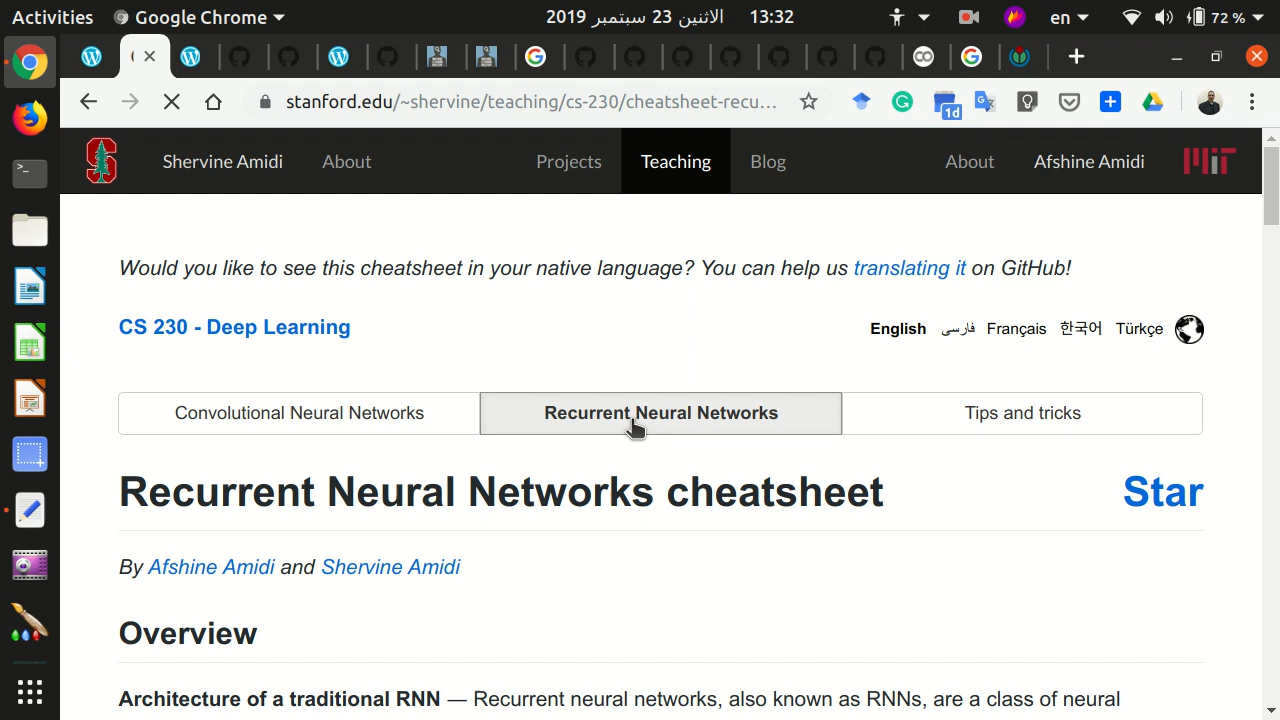 Activities Google Chrome 2019 الاثنين 23 سبتمبر 13:32 en 72 %
stanford.edu/~shervine/teaching/cs-230/cheatsheet-recu... 1d
Shervine Amidi About Projects Teaching Blog About Afshine Amidi
Would you like to see this cheatsheet in your native language? You can help us translating it on GitHub!
CS 230 - Deep Learning English فارسی Français 한국어 Türkçe
Convolutional Neural Networks Recurrent Neural Networks Tips and tricks
Recurrent Neural Networks cheatsheet Star
By Afshine Amidi and Shervine Amidi
Overview
Architecture of a traditional RNN — Recurrent neural networks, also known as RNNs, are a class of neural